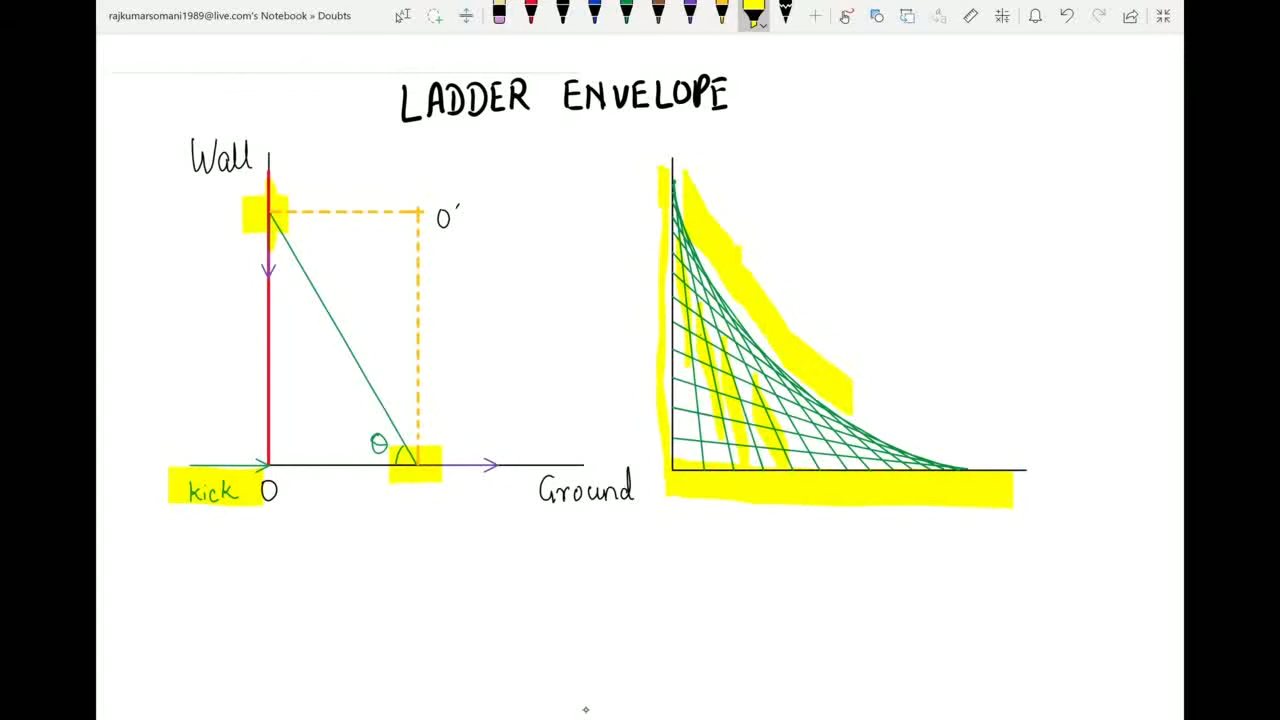 rajkumarsomani1989@live.com's Notebook » Doubts
LADDER ENVELOPE
Wall
O´
θ
kick
O
Ground